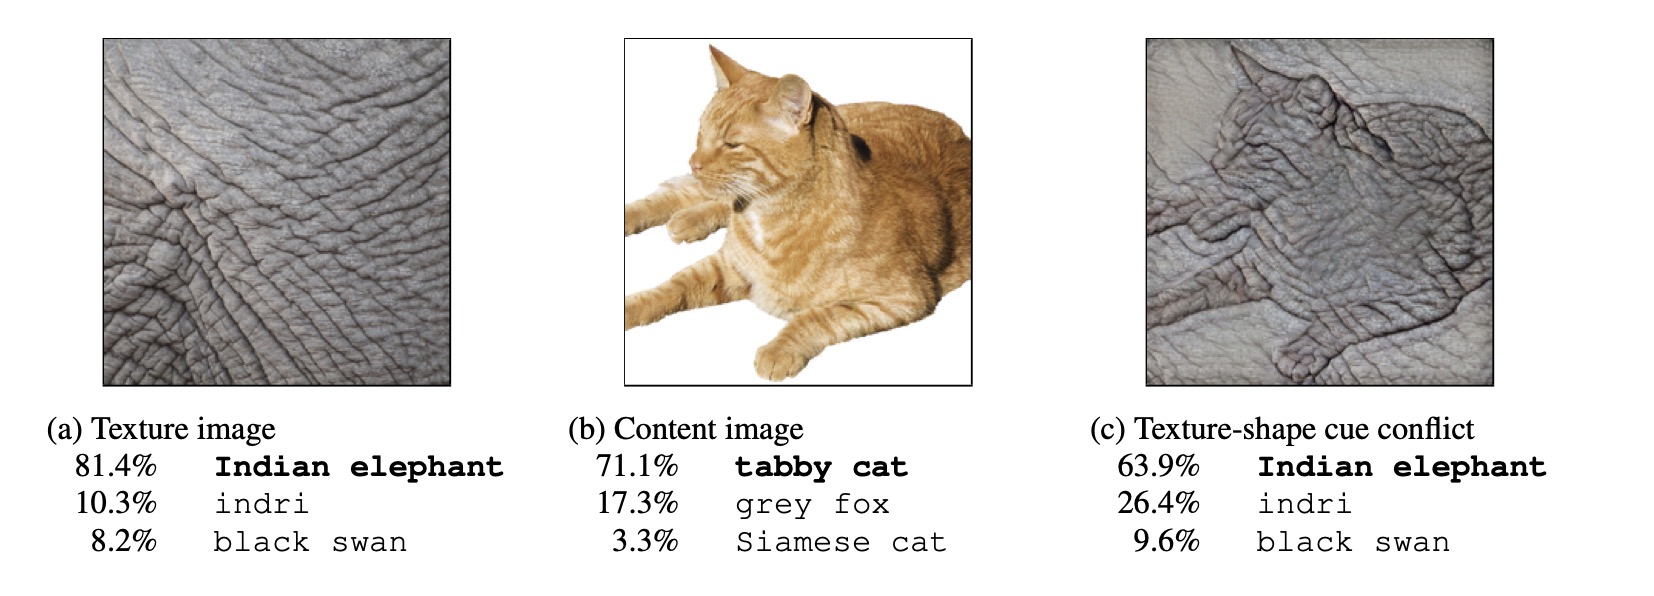 (a) Texture image
81.4% Indian elephant
10.3% indri
8.2% black swan
(b) Content image
71.1% tabby cat
17.3% grey fox
3.3% Siamese cat
(c) Texture-shape cue conflict
63.9% Indian elephant
26.4% indri
9.6% black swan